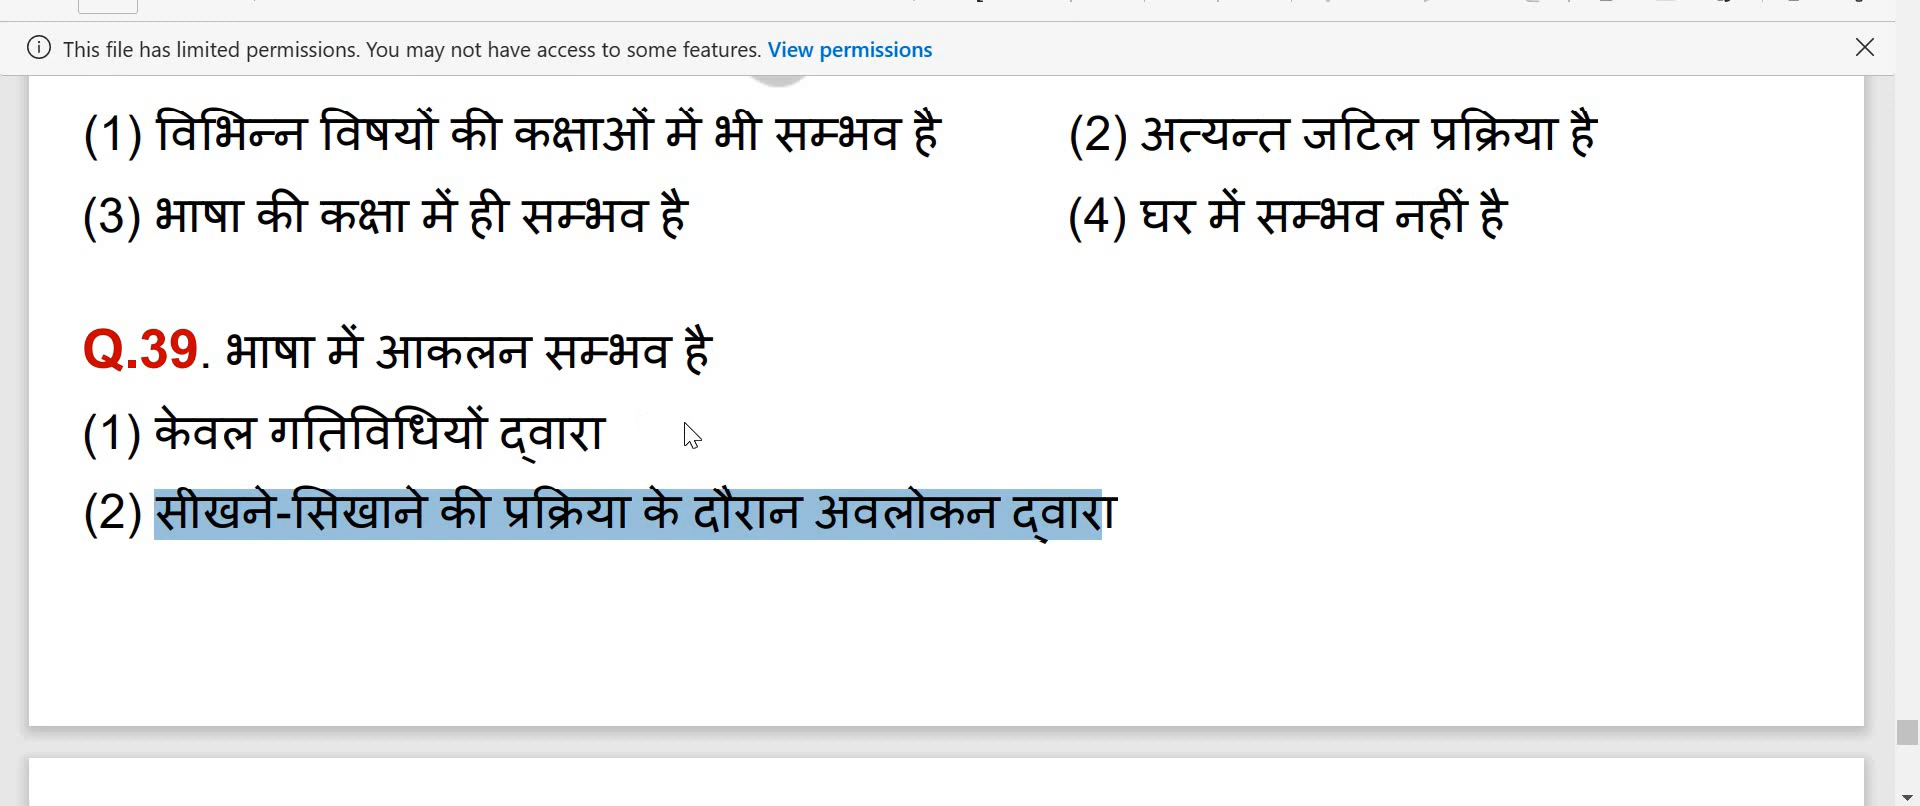 This file has limited permissions. You may not have access to some features. View permissions
(1) विभिन्न विषयों की कक्षाओं में भी सम्भव है (2) अत्यन्त जटिल प्रक्रिया है
(3) भाषा की कक्षा में ही सम्भव है (4) घर में सम्भव नहीं है
Q.39. भाषा में आकलन सम्भव है
(1) केवल गतिविधियों द्वारा
(2) सीखने-सिखाने की प्रक्रिया के दौरान अवलोकन द्वारा